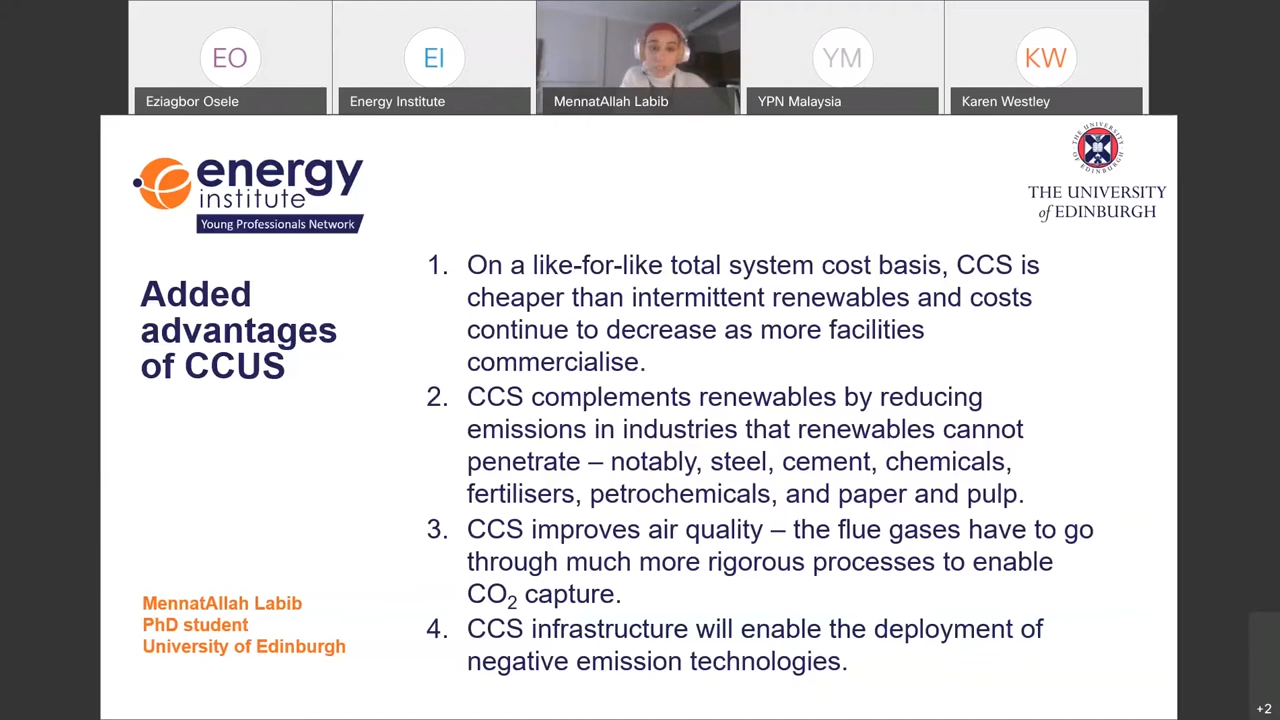 EO
EI
YM
KW
Eziagbor Osele
Energy Institute
MennatAllah Labib
YPN Malaysia
Karen Westley
energy
institute
Young Professionals Network
THE UNIVERSITY OF EDINBURGH
THE UNIVERSITY
of EDINBURGH
Added
advantages
of CCUS
1. On a like-for-like total system cost basis, CCS is
cheaper than intermittent renewables and costs
continue to decrease as more facilities
commercialise.
2. CCS complements renewables by reducing
emissions in industries that renewables cannot
penetrate – notably, steel, cement, chemicals,
fertilisers, petrochemicals, and paper and pulp.
3. CCS improves air quality – the flue gases have to go
through much more rigorous processes to enable
CO₂ capture.
4. CCS infrastructure will enable the deployment of
negative emission technologies.
MennatAllah Labib
PhD student
University of Edinburgh
+2